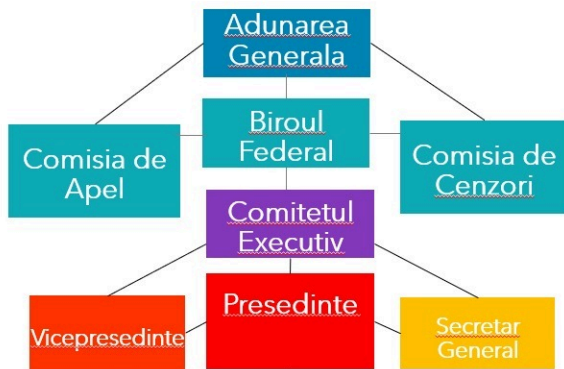 Adunarea
Generala
Biroul
Federal
Comisia de
Apel
Comisia de
Cenzori
Comitetul
Executiv
Vicepresedinte
Presedinte
Secretar
General